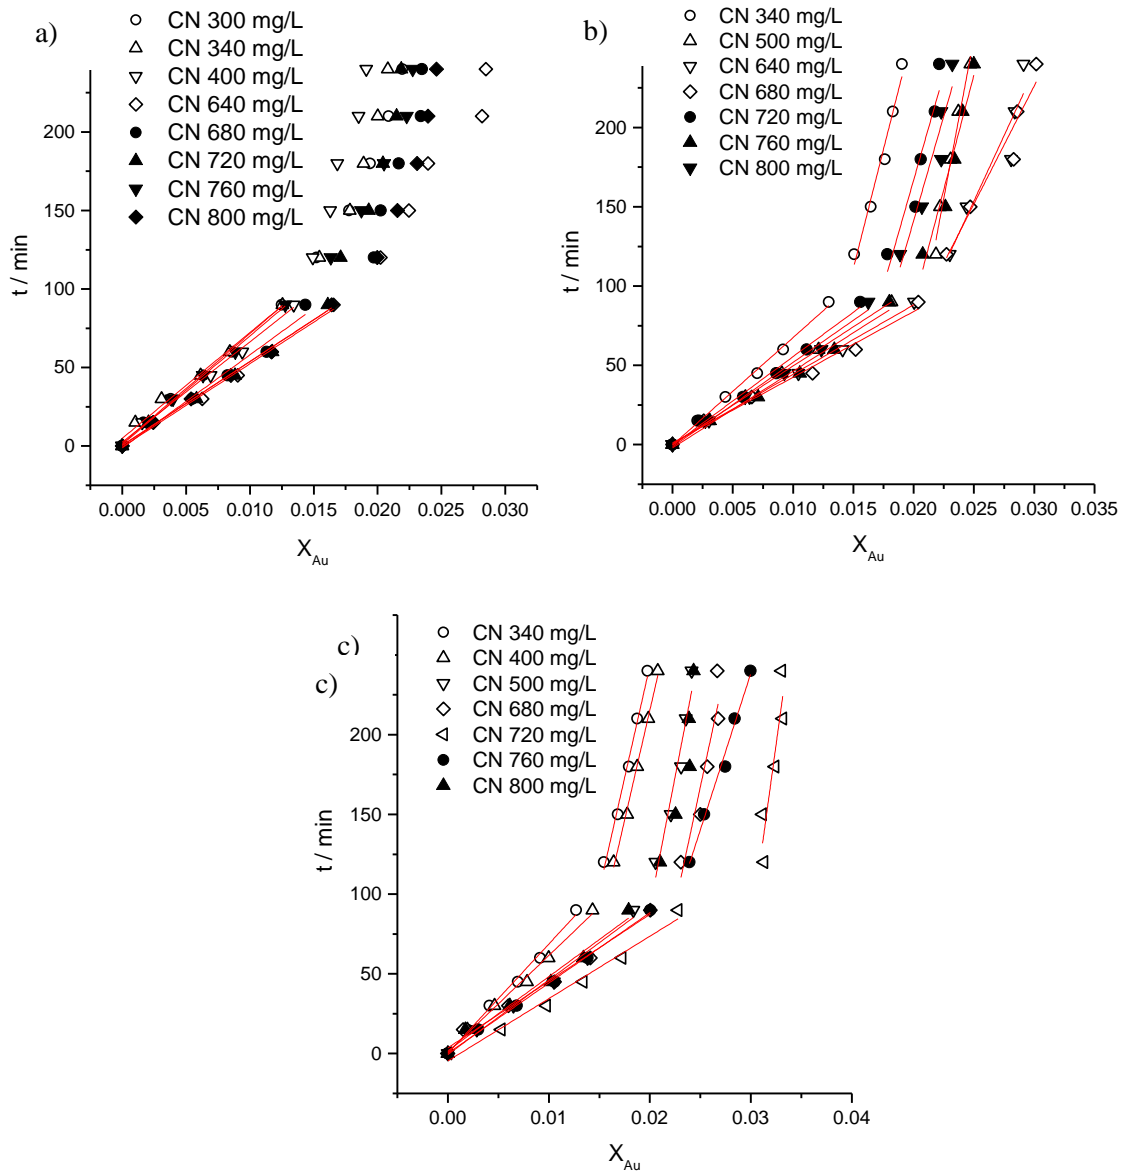 a)
CN 300 mg/L
CN 340 mg/L
CN 400 mg/L
CN 640 mg/L
CN 680 mg/L
CN 720 mg/L
CN 760 mg/L
CN 800 mg/L
200
150
100
50
0
t / min
0.000 0.005 0.010 0.015 0.020 0.025 0.030
X_Au
b)
CN 340 mg/L
CN 500 mg/L
CN 640 mg/L
CN 680 mg/L
CN 720 mg/L
CN 760 mg/L
CN 800 mg/L
200
150
100
50
0
t / min
0.000 0.005 0.010 0.015 0.020 0.025 0.030 0.035
X_Au
c)
c)
CN 340 mg/L
CN 400 mg/L
CN 500 mg/L
CN 680 mg/L
CN 720 mg/L
CN 760 mg/L
CN 800 mg/L
200
150
100
50
0
t / min
0.00 0.01 0.02 0.03 0.04
X_Au